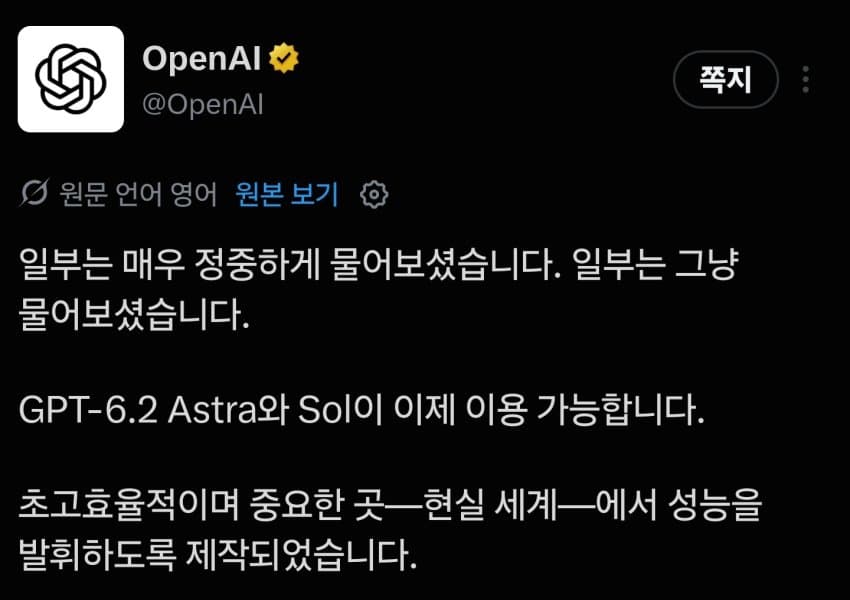 OpenAI
@OpenAI
쪽지
원문 언어 영어 원본 보기
일부는 매우 정중하게 물어보셨습니다. 일부는 그냥
물어보셨습니다.
GPT-6.2 Astra와 Sol이 이제 이용 가능합니다.
초고효율적이며 중요한 곳—현실 세계—에서 성능을
발휘하도록 제작되었습니다.